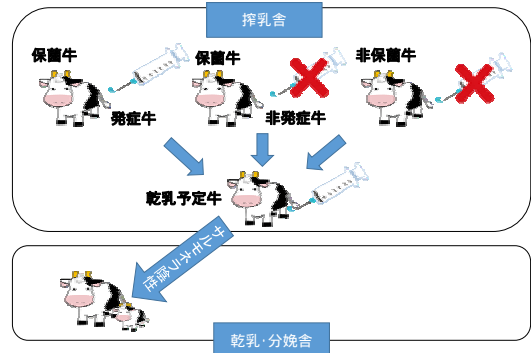 搾乳舎
保菌牛
保菌牛
非保菌牛
発症牛
非発症牛
乾乳予定牛
サルモネラ陰性
乾乳・分娩舎